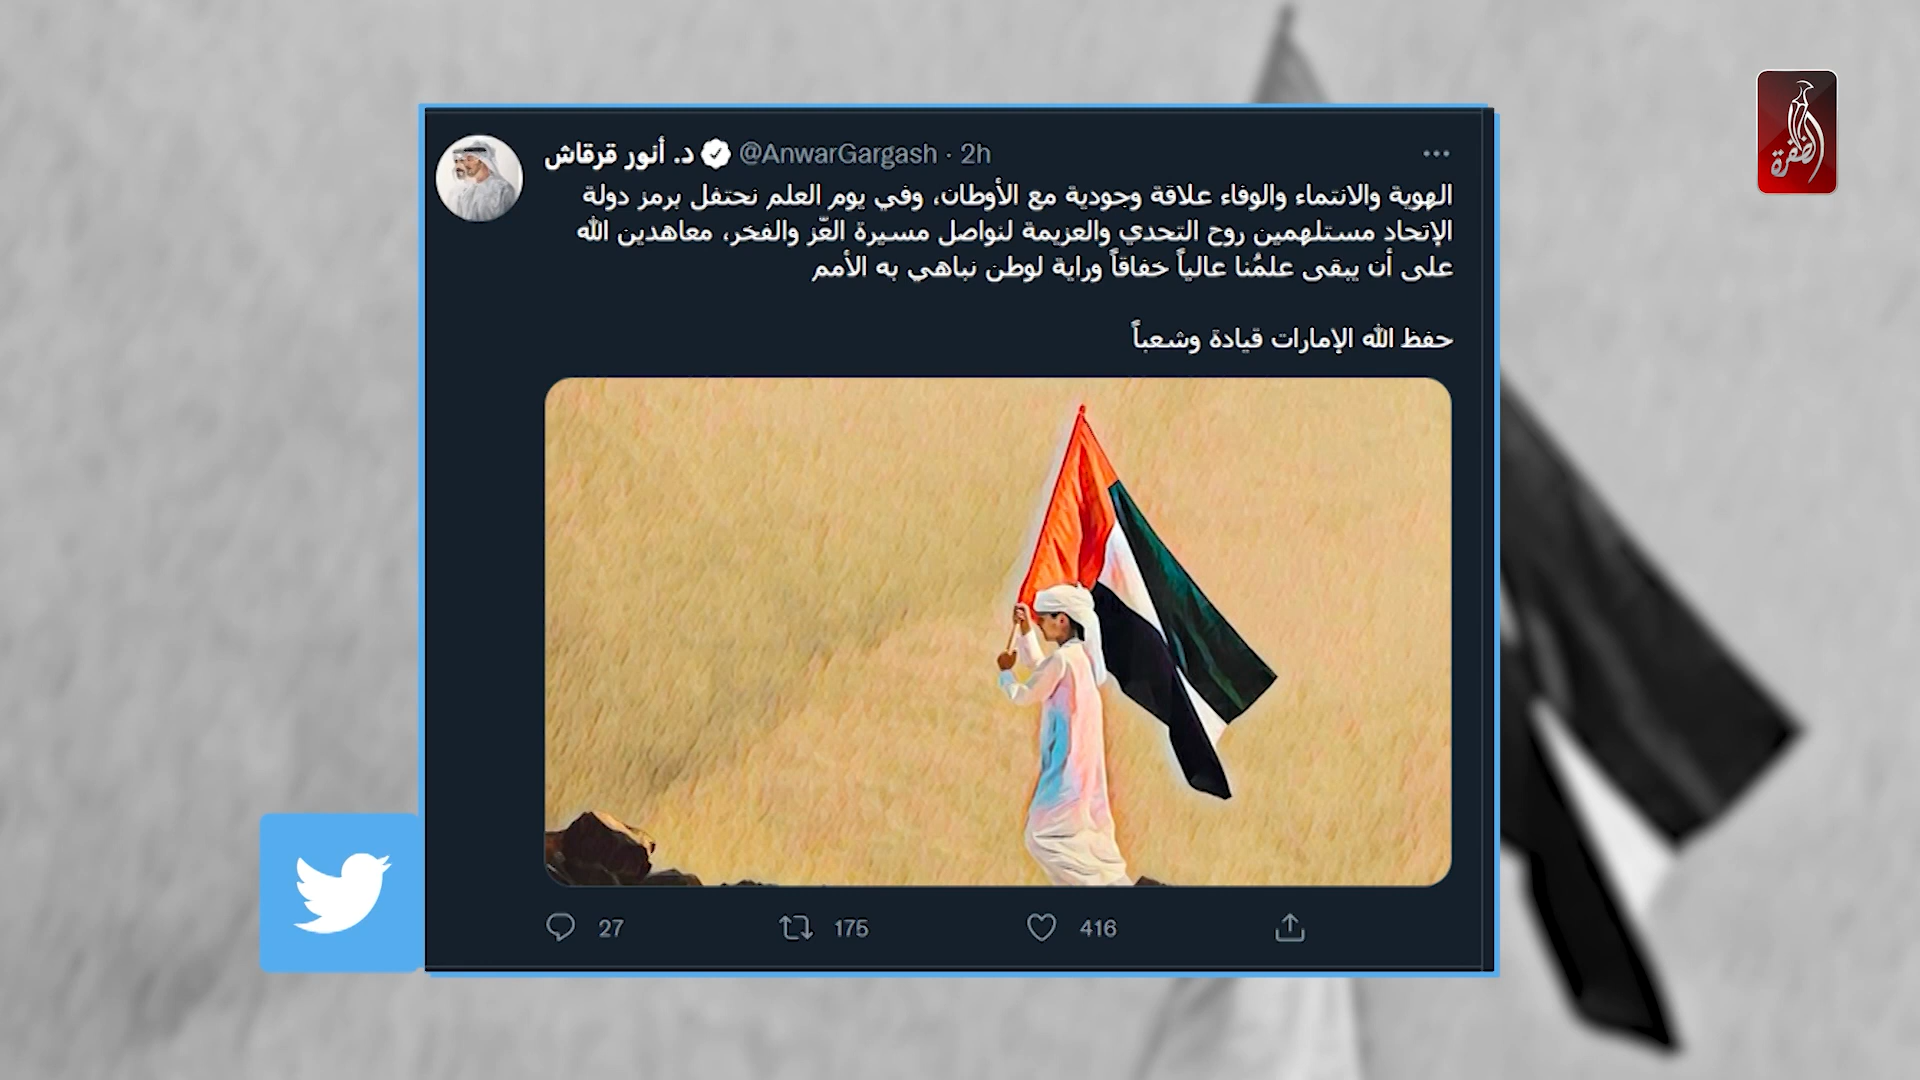 الظفرة
د. أنور قرقاش @AnwarGargash · 2h
الهوية والانتماء والوفاء علاقة وجودية مع الأوطان، وفي يوم العلم نحتفل برمز دولة
الإتحاد مستلهمين روح التحدي والعزيمة لنواصل مسيرة العّز والفخر، معاهدين الله
على أن يبقى علمُنا عالياً خفاقاً وراية لوطن نباهي به الأمم
حفظ الله الإمارات قيادة وشعباً
27 175 416